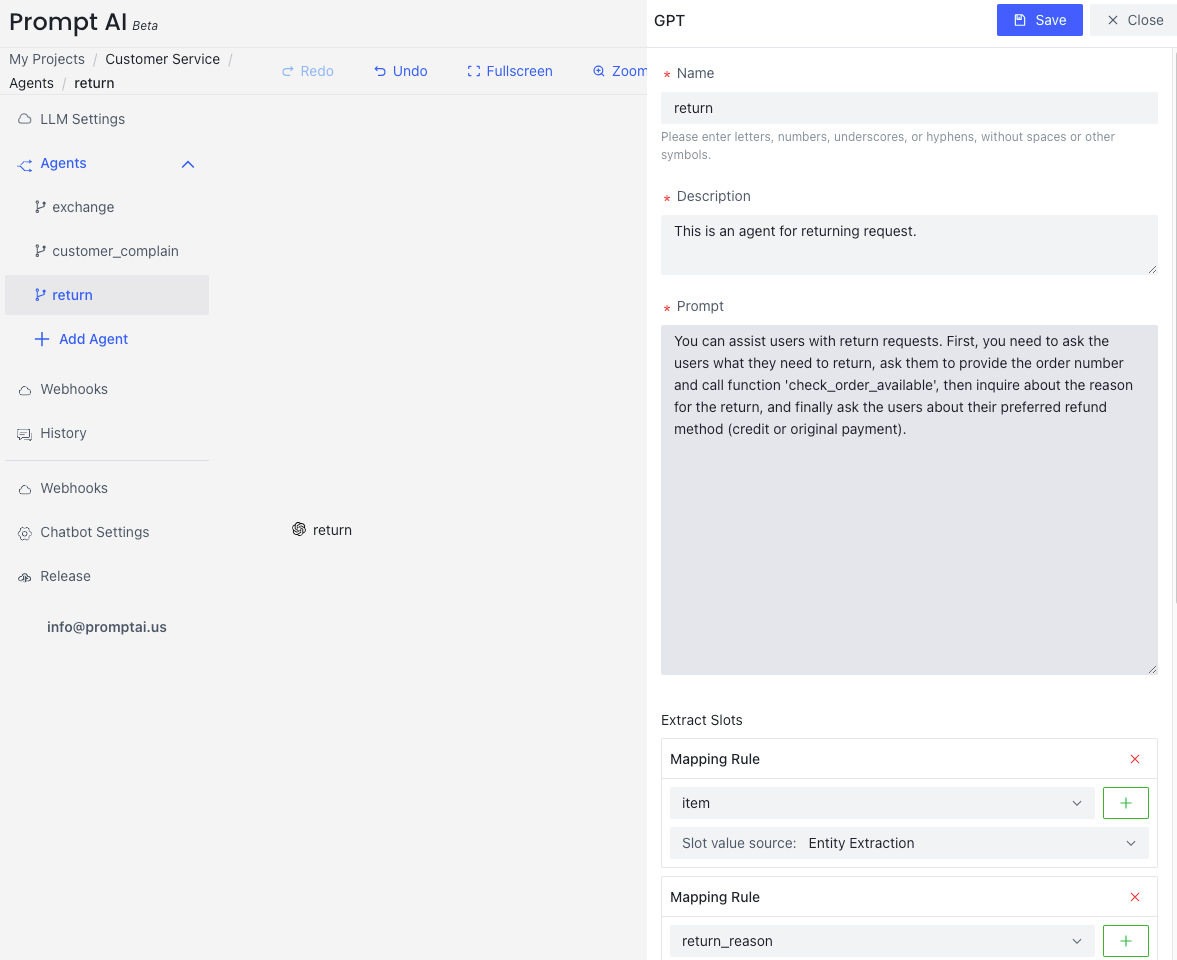 Prompt AI Beta
My Projects / Customer Service /
Agents / return
Redo
Undo
Fullscreen
Zoom
LLM Settings
Agents
exchange
customer_complain
return
Add Agent
Webhooks
History
Webhooks
Chatbot Settings
Release
info@promptai.us
return
GPT
Save
Close
* Name
return
Please enter letters, numbers, underscores, or hyphens, without spaces or other
symbols.
* Description
This is an agent for returning request.
* Prompt
You can assist users with return requests. First, you need to ask the
users what they need to return, ask them to provide the order number
and call function 'check_order_available', then inquire about the reason
for the return, and finally ask the users about their preferred refund
method (credit or original payment).
Extract Slots
Mapping Rule
item
Slot value source: Entity Extraction
Mapping Rule
return_reason